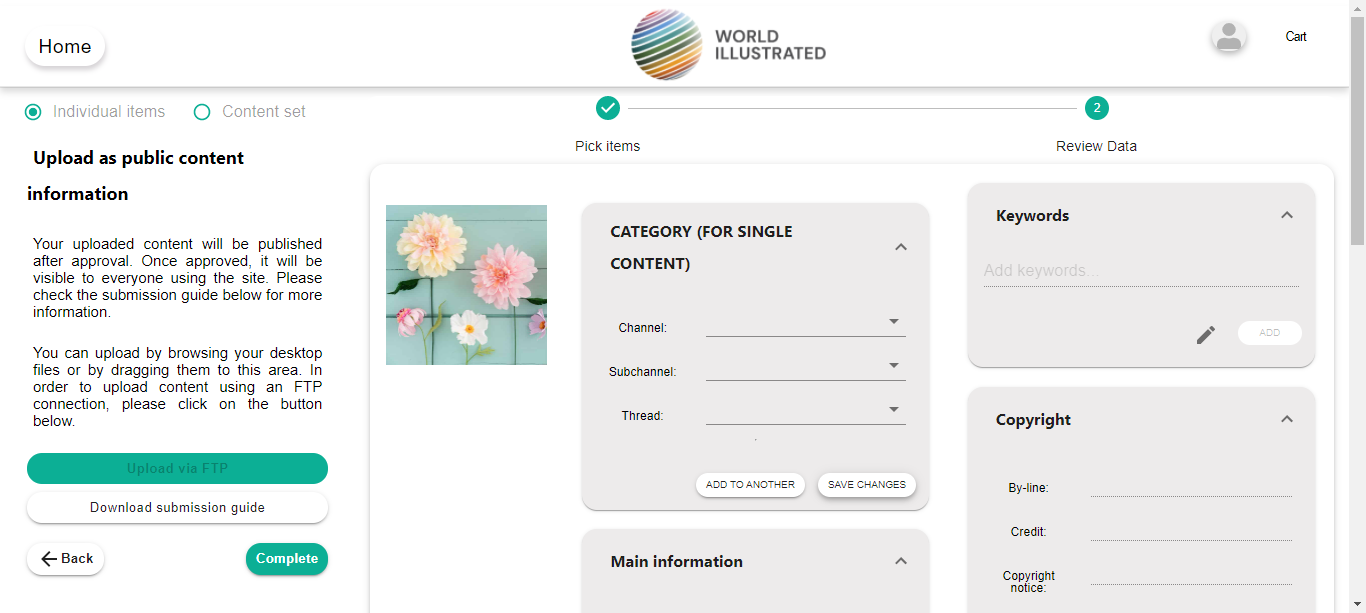 Home
WORLD
ILLUSTRATED
Cart
Individual items
Content set
2
Pick items
Review Data
Upload as public content
information
Your uploaded content will be published
after approval. Once approved, it will be
visible to everyone using the site. Please
check the submission guide below for more
information.
You can upload by browsing your desktop
files or by dragging them to this area. In
order to upload content using an FTP
connection, please click on the button
below.
Upload via FTP
Download submission guide
Back
Complete
CATEGORY (FOR SINGLE
CONTENT)
Channel:
Subchannel:
Thread:
ADD TO ANOTHER
SAVE CHANGES
Main information
Keywords
Add keywords...
ADD
Copyright
By-line:
Credit:
Copyright
notice: